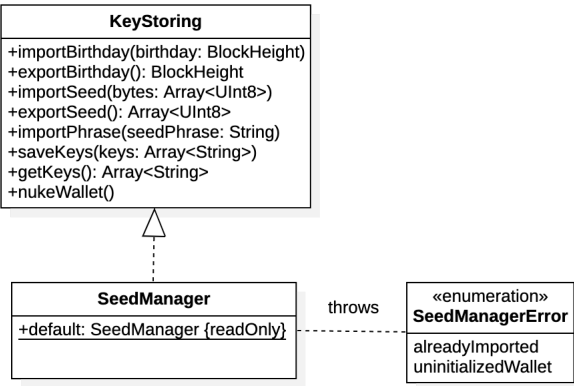 KeyStoring
+importBirthday(birthday: BlockHeight)
+exportBirthday(): BlockHeight
+importSeed(bytes: Array<UInt8>)
+exportSeed(): Array<UInt8>
+importPhrase(seedPhrase: String)
+saveKeys(keys: Array<String>)
+getKeys(): Array<String>
+nukeWallet()
SeedManager
+default: SeedManager {readOnly}
throws
«enumeration»
SeedManagerError
alreadyImported
uninitializedWallet